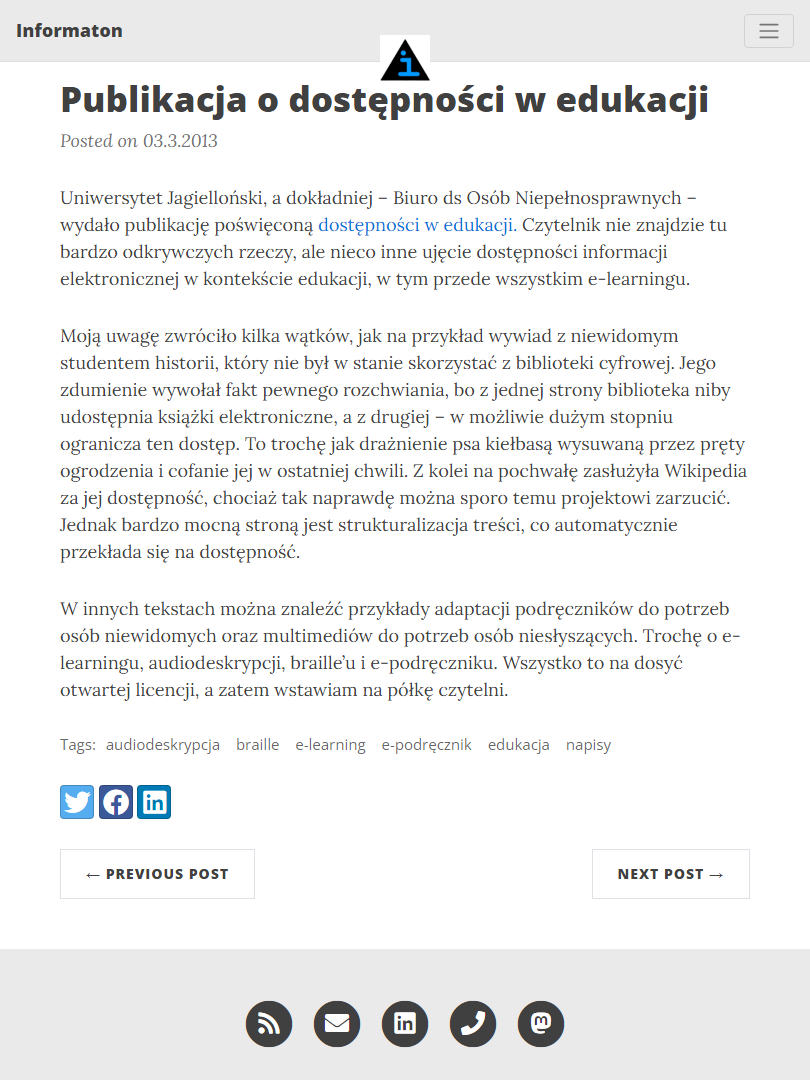 Informaton
Publikacja o dostępności w edukacji
Posted on 03.3.2013
Uniwersytet Jagielloński, a dokładniej – Biuro ds Osób Niepełnosprawnych –
wydało publikację poświęconą dostępności w edukacji. Czytelnik nie znajdzie tu
bardzo odkrywczych rzeczy, ale nieco inne ujęcie dostępności informacji
elektronicznej w kontekście edukacji, w tym przede wszystkim e-learningu.
Moją uwagę zwróciło kilka wątków, jak na przykład wywiad z niewidomym
studentem historii, który nie był w stanie skorzystać z biblioteki cyfrowej. Jego
zdumienie wywołał fakt pewnego rozchwiania, bo z jednej strony biblioteka niby
udostępnia książki elektroniczne, a z drugiej – w możliwie dużym stopniu
ogranicza ten dostęp. To trochę jak drażnienie psa kiełbasą wysuwaną przez pręty
ogrodzenia i cofanie jej w ostatniej chwili. Z kolei na pochwałę zasłużyła Wikipedia
za jej dostępność, chociaż tak naprawdę można sporo temu projektowi zarzucić.
Jednak bardzo mocną stroną jest strukturalizacja treści, co automatycznie
przekłada się na dostępność.
W innych tekstach można znaleźć przykłady adaptacji podręczników do potrzeb
osób niewidomych oraz multimediów do potrzeb osób niesłyszących. Trochę o e-
learningu, audiodeskrypcji, braille’u i e-podręczniku. Wszystko to na dosyć
otwartej licencji, a zatem wstawiam na półkę czytelni.
Tags: audiodeskrypcja braille e-learning e-podręcznik edukacja napisy
← PREVIOUS POST
NEXT POST →